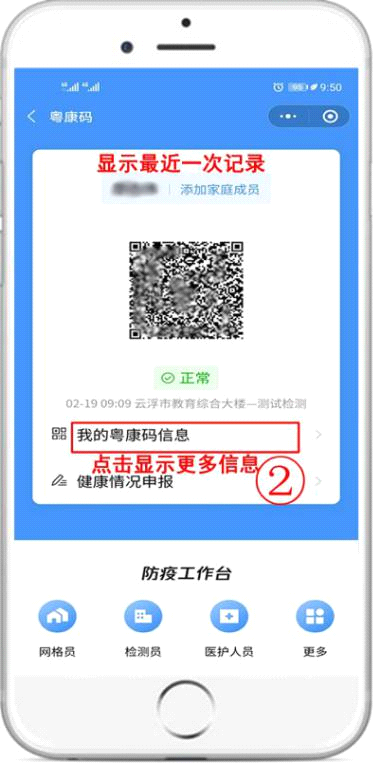 9:50
粤康码
显示最近一次记录
添加家庭成员
正常
02-19 09:09 云浮市教育综合大楼—测试检测
我的粤康码信息
点击显示更多信息
②
健康情况申报
防疫工作台
网格员 检测员 医护人员 更多